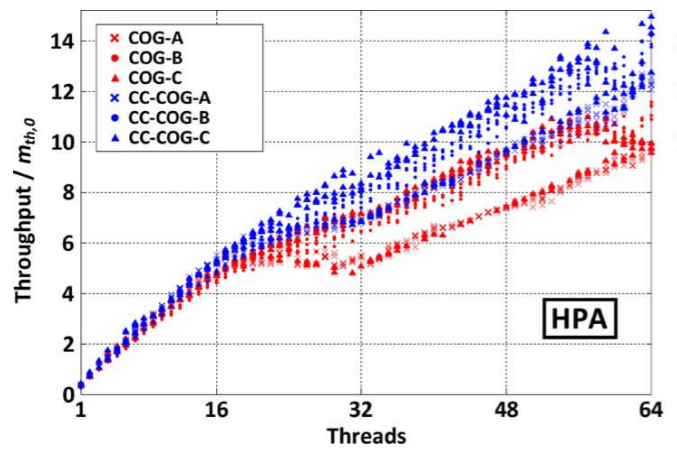 14
12
10
8
6
4
2
0
Throughput / m_th,0
COG-A
COG-B
COG-C
CC-COG-A
CC-COG-B
CC-COG-C
HPA
1
16
32
48
64
Threads